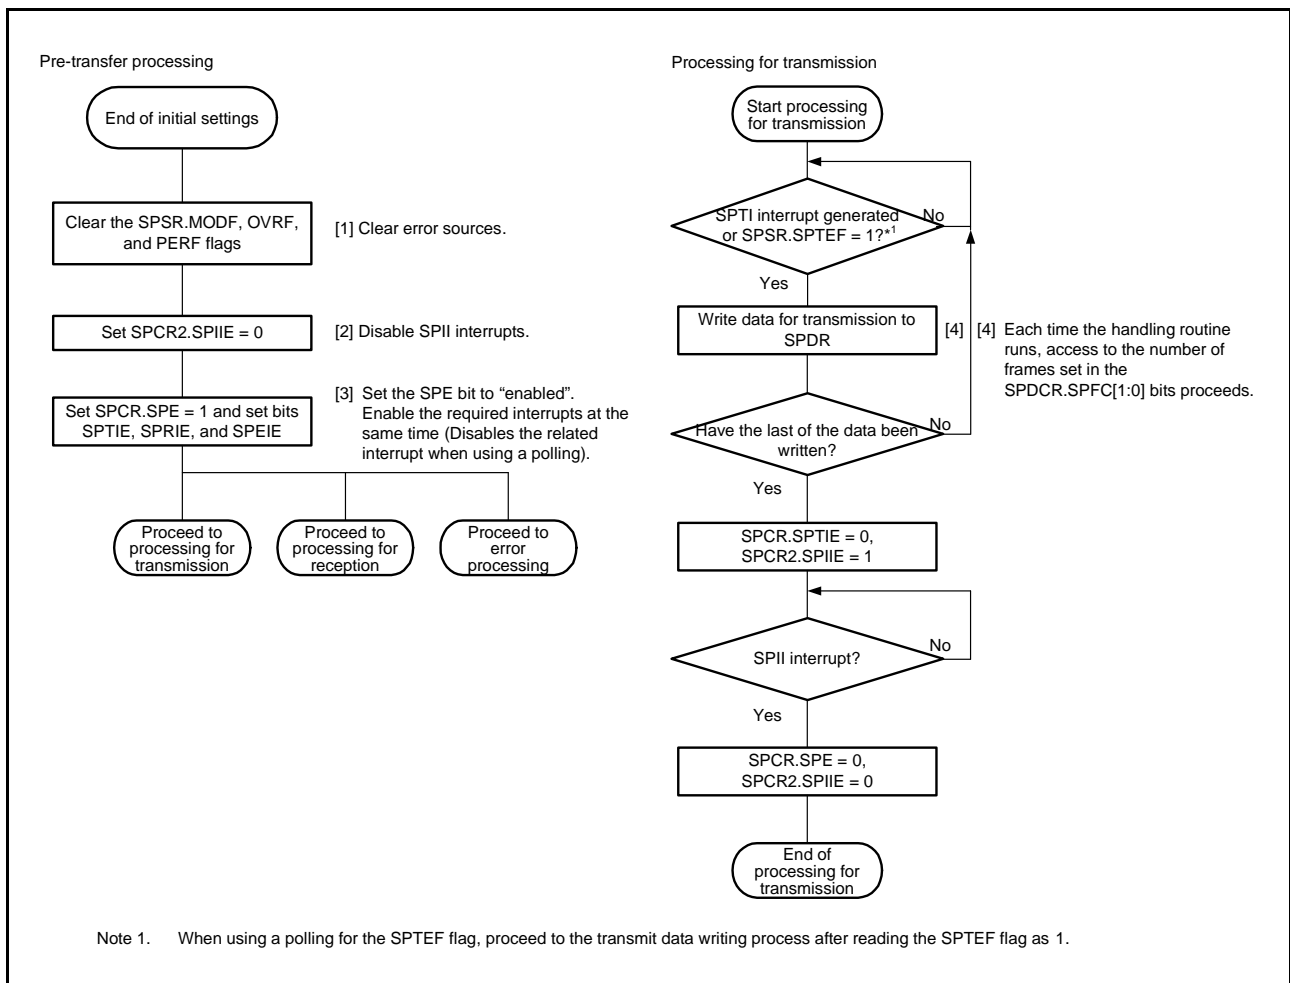 Pre-transfer processing
End of initial settings
Clear the SPSR.MODF, OVRF,
and PERF flags
[1] Clear error sources.
Set SPCR2.SPIIE = 0
[2] Disable SPII interrupts.
Set SPCR.SPE = 1 and set bits
SPTIE, SPRIE, and SPEIE
[3] Set the SPE bit to “enabled”.
Enable the required interrupts at the
same time (Disables the related
interrupt when using a polling).
Proceed to
processing for
transmission
Proceed to
processing for
reception
Proceed to
error
processing
Processing for transmission
Start processing
for transmission
SPTI interrupt generated
or SPSR.SPTEF = 1?*1
No
Yes
Write data for transmission to
SPDR
[4]
[4] Each time the handling routine
runs, access to the number of
frames set in the
SPDCR.SPFC[1:0] bits proceeds.
Have the last of the data been
written?
No
Yes
SPCR.SPTIE = 0,
SPCR2.SPIIE = 1
SPII interrupt?
No
Yes
SPCR.SPE = 0,
SPCR2.SPIIE = 0
End of
processing for
transmission
Note 1. When using a polling for the SPTEF flag, proceed to the transmit data writing process after reading the SPTEF flag as 1.